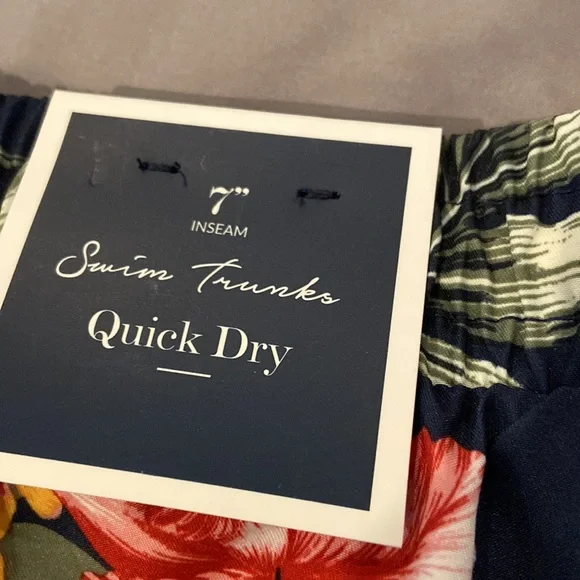 7”
INSEAM
Swim Trunks
Quick Dry